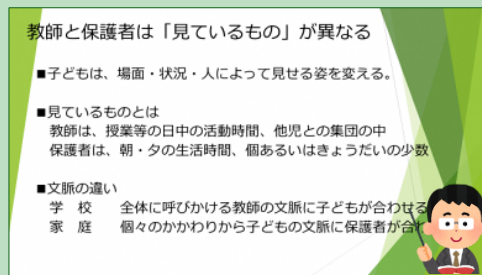 教師と保護者は「見ているもの」が異なる
■子どもは、場面・状況・人によって見せる姿を変える。
■見ているものとは
教師は、授業等の日中の活動時間、他児との集団の中
保護者は、朝・夕の生活時間、個あるいはきょうだいの少数
■文脈の違い
学　校　　全体に呼びかける教師の文脈に子どもが合わせる
家　庭　　個々のかかわりから子どもの文脈に保護者が合